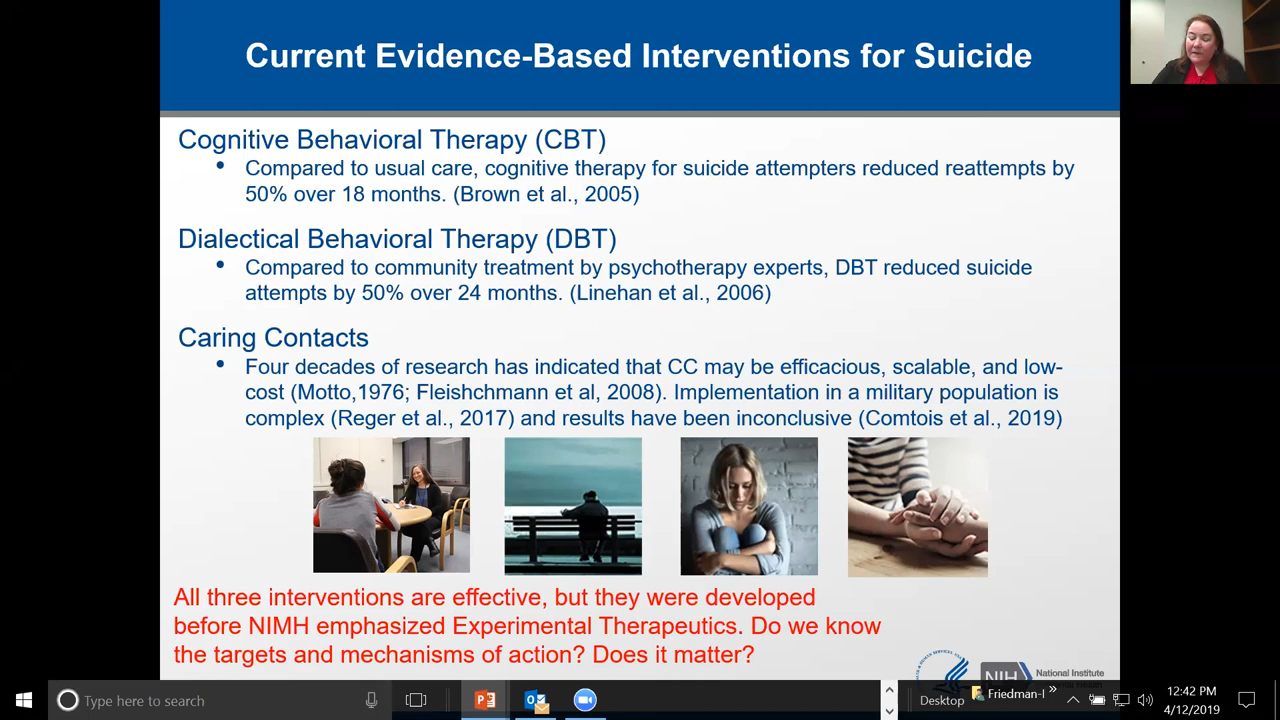 Current Evidence-Based Interventions for Suicide
Cognitive Behavioral Therapy (CBT)
• Compared to usual care, cognitive therapy for suicide attempters reduced reattempts by
50% over 18 months. (Brown et al., 2005)
Dialectical Behavioral Therapy (DBT)
• Compared to community treatment by psychotherapy experts, DBT reduced suicide
attempts by 50% over 24 months. (Linehan et al., 2006)
Caring Contacts
• Four decades of research has indicated that CC may be efficacious, scalable, and low-
cost (Motto,1976; Fleishchmann et al, 2008). Implementation in a military population is
complex (Reger et al., 2017) and results have been inconclusive (Comtois et al., 2019)
All three interventions are effective, but they were developed
before NIMH emphasized Experimental Therapeutics. Do we know
the targets and mechanisms of action? Does it matter?
NIH
National Institute
Type here to search
Desktop
Friedman-I
12:42 PM
4/12/2019